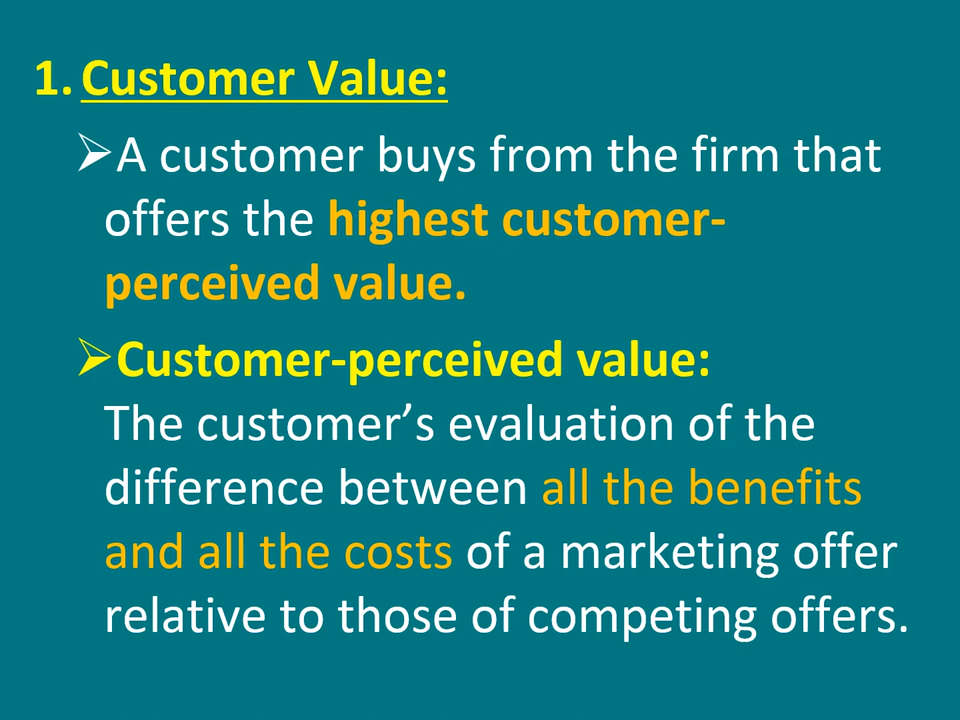 1. Customer Value:
➢A customer buys from the firm that
offers the highest customer-
perceived value.
➢Customer-perceived value:
The customer’s evaluation of the
difference between all the benefits
and all the costs of a marketing offer
relative to those of competing offers.